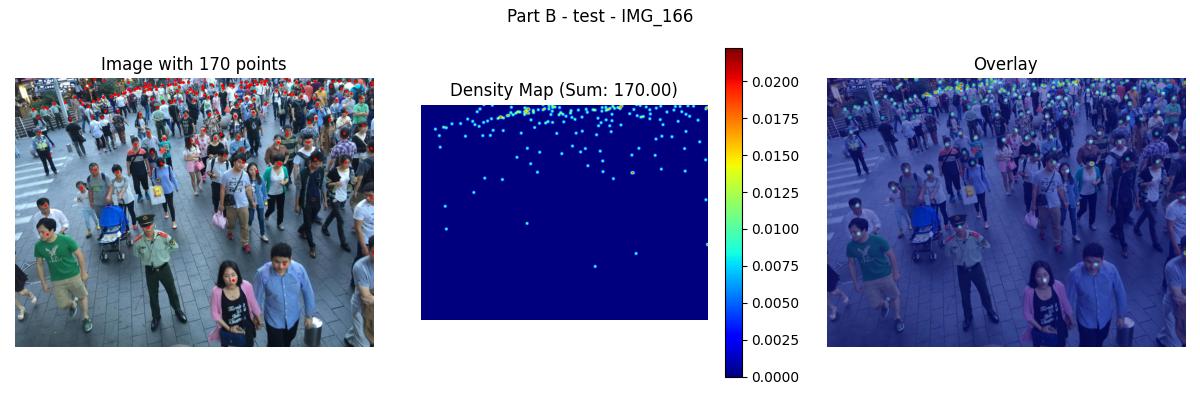 Part B - test - IMG_166
Image with 170 points
Density Map (Sum: 170.00)
Overlay
0.0200
0.0175
0.0150
0.0125
0.0100
0.0075
0.0050
0.0025
0.0000